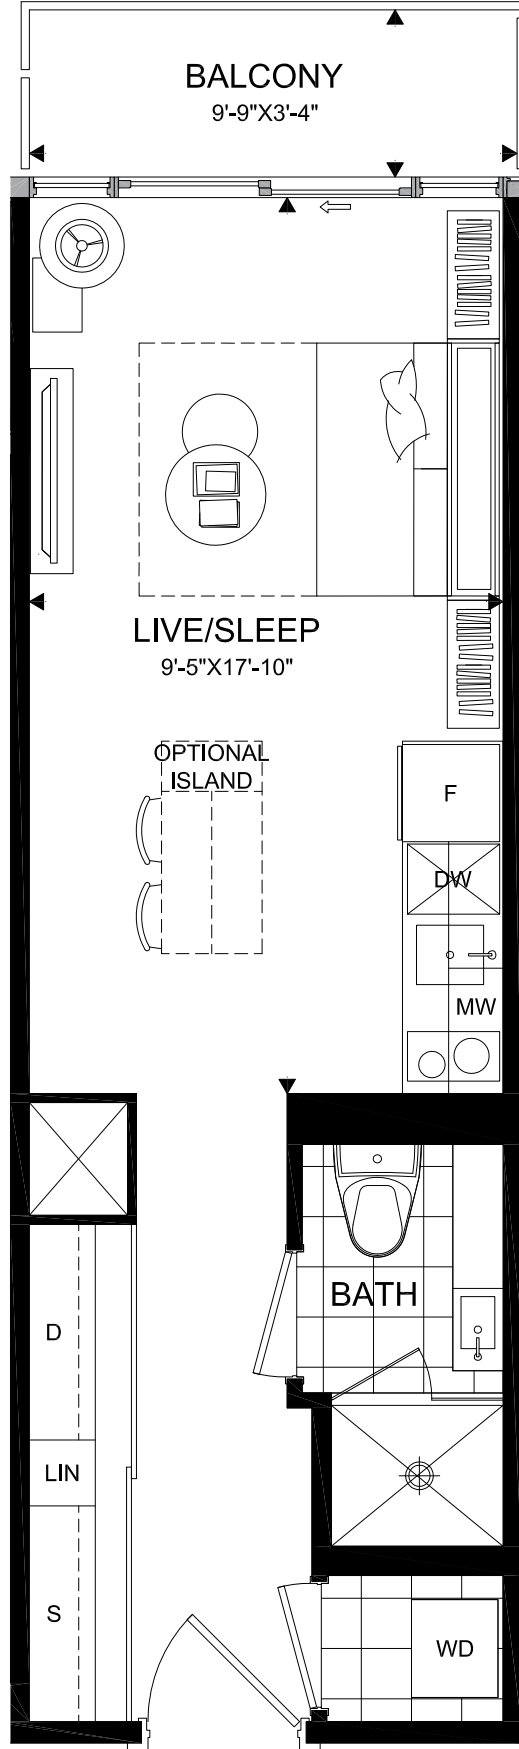 BALCONY
9'-9"X3'-4"
LIVE/SLEEP
9'-5"X17'-10"
OPTIONAL
ISLAND
F
DW
MW
BATH
D
LIN
S
WD